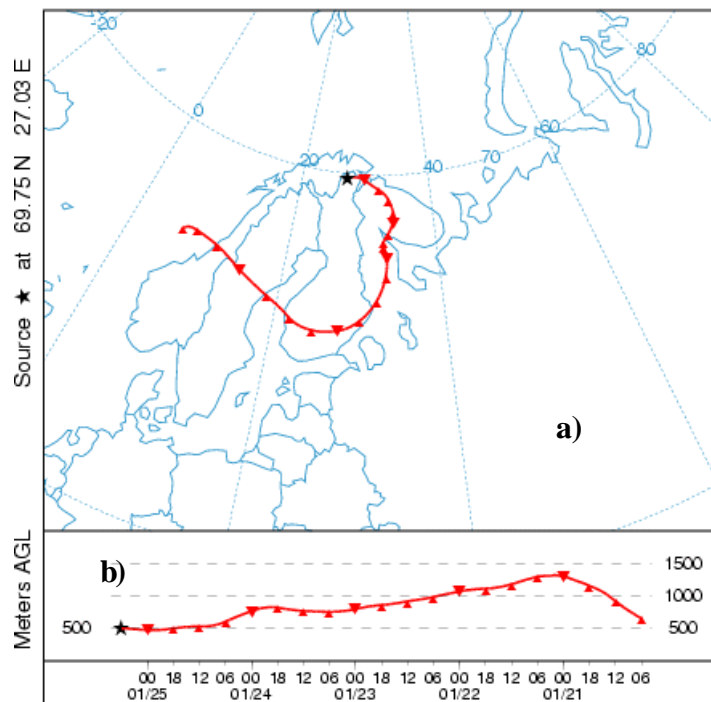 Source ★ at 69.75 N 27.03 E
-20
0
20
40
60
70
80
a)
Meters AGL
b)
1500
1000
500
500
00 18 12 06 00 18 12 06 00 18 12 06 00 18 12 06 00 18 12 06
01/25 01/24 01/23 01/22 01/21